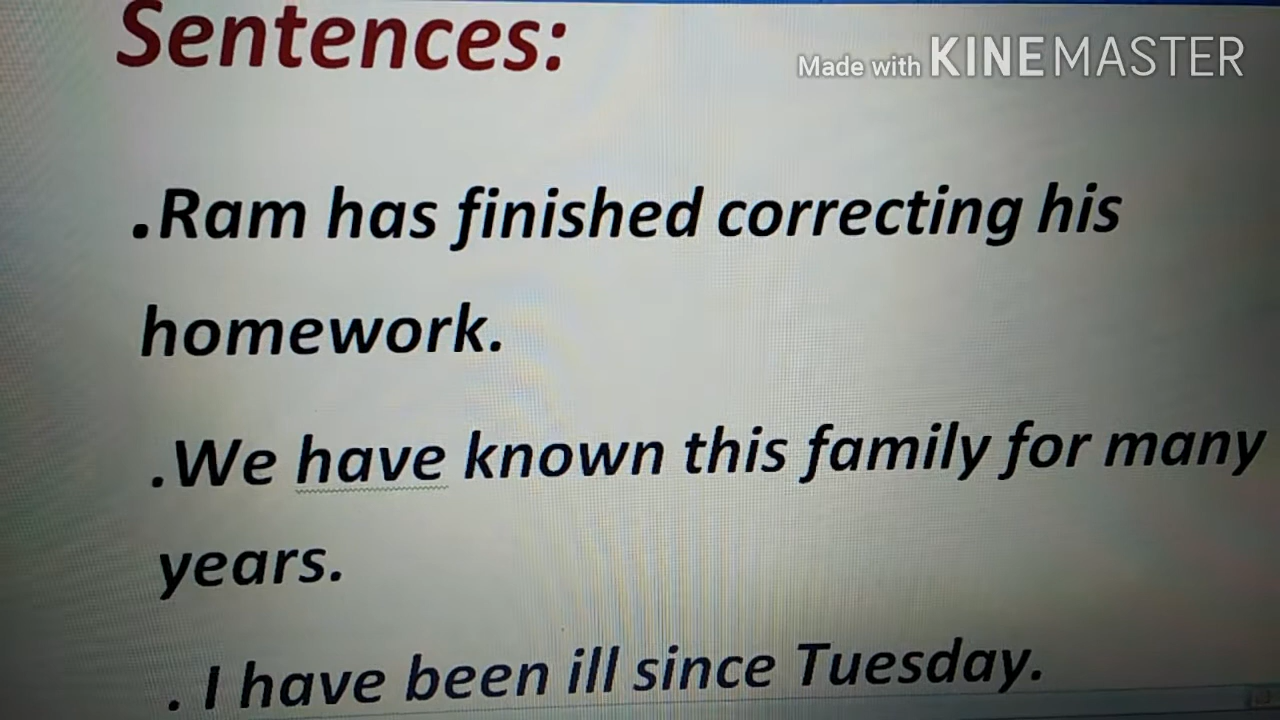 Sentences:
Made with KINEMASTER
.Ram has finished correcting his
homework.
.We have known this family for many
years.
. I have been ill since Tuesday.